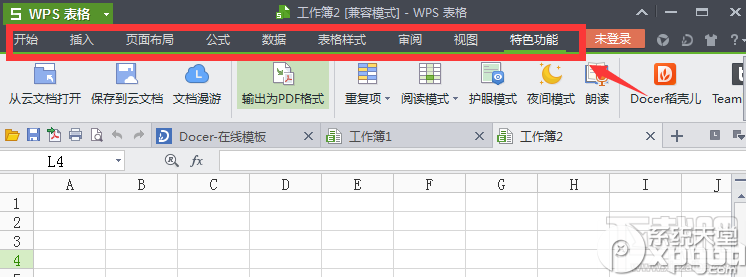 S WPS 表格
工作簿2 [兼容模式] - WPS 表格
开始 插入 页面布局 公式 数据 表格样式 审阅 视图 特色功能 未登录
从云文档打开 保存到云文档 文档漫游 输出为PDF格式 重复项 阅读模式 护眼模式 夜间模式 朗读 Docer稻壳儿 Team
Docer-在线模板 工作簿1 工作簿2
L4 fx
A B C D E F G H I J
1
2
3
4
系统天堂